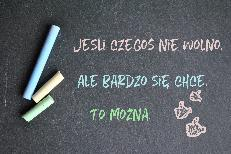 JEŚLI CZEGOŚ NIE WOLNO,
ALE BARDZO SIĘ CHCE,
TO MOŻNA